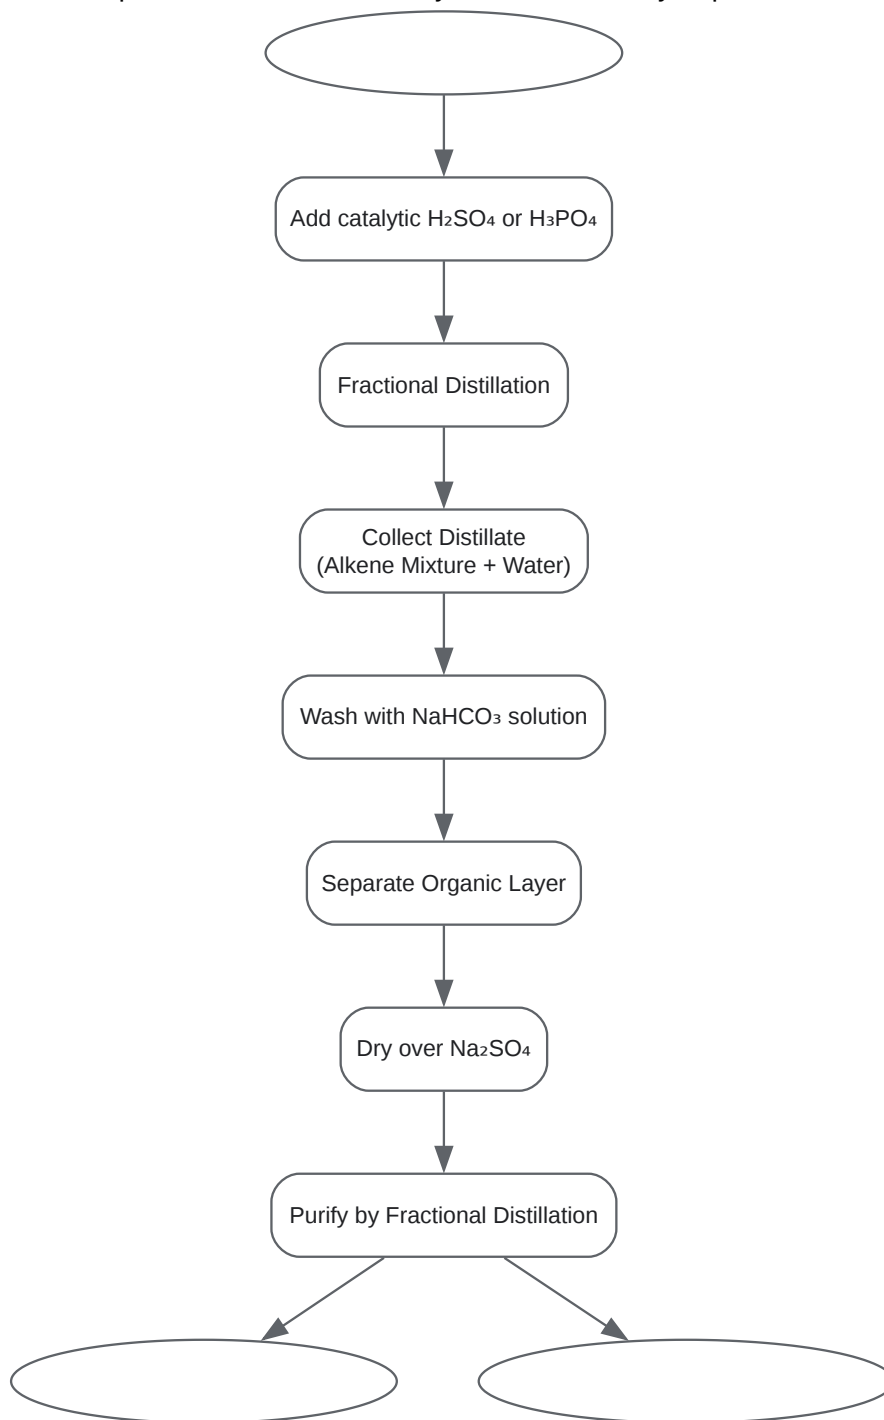 Add catalytic H₂SO₄ or H₃PO₄
Fractional Distillation
Collect Distillate
(Alkene Mixture + Water)
Wash with NaHCO₃ solution
Separate Organic Layer
Dry over Na₂SO₄
Purify by Fractional Distillation